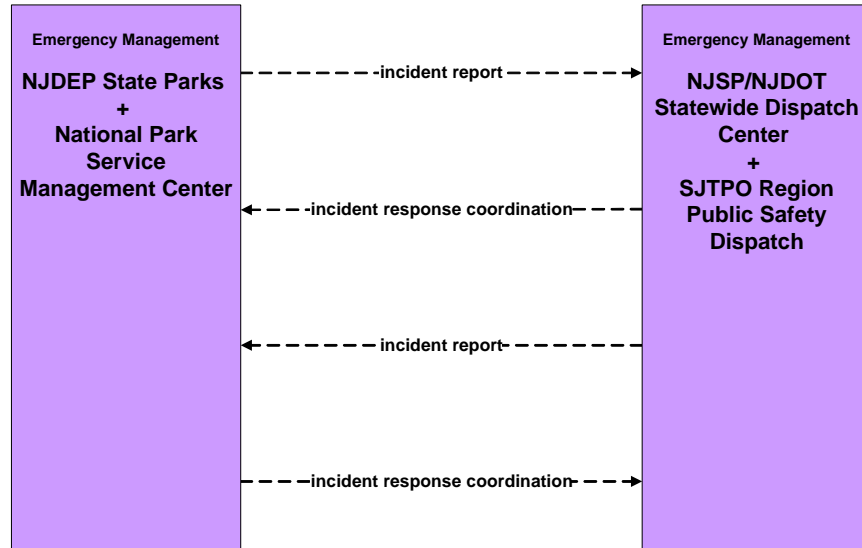 Emergency Management
NJDEP State Parks
+
National Park
Service
Management Center
Emergency Management
NJSP/NJDOT
Statewide Dispatch
Center
+
SJTPO Region
Public Safety
Dispatch
incident report
incident response coordination
incident report
incident response coordination